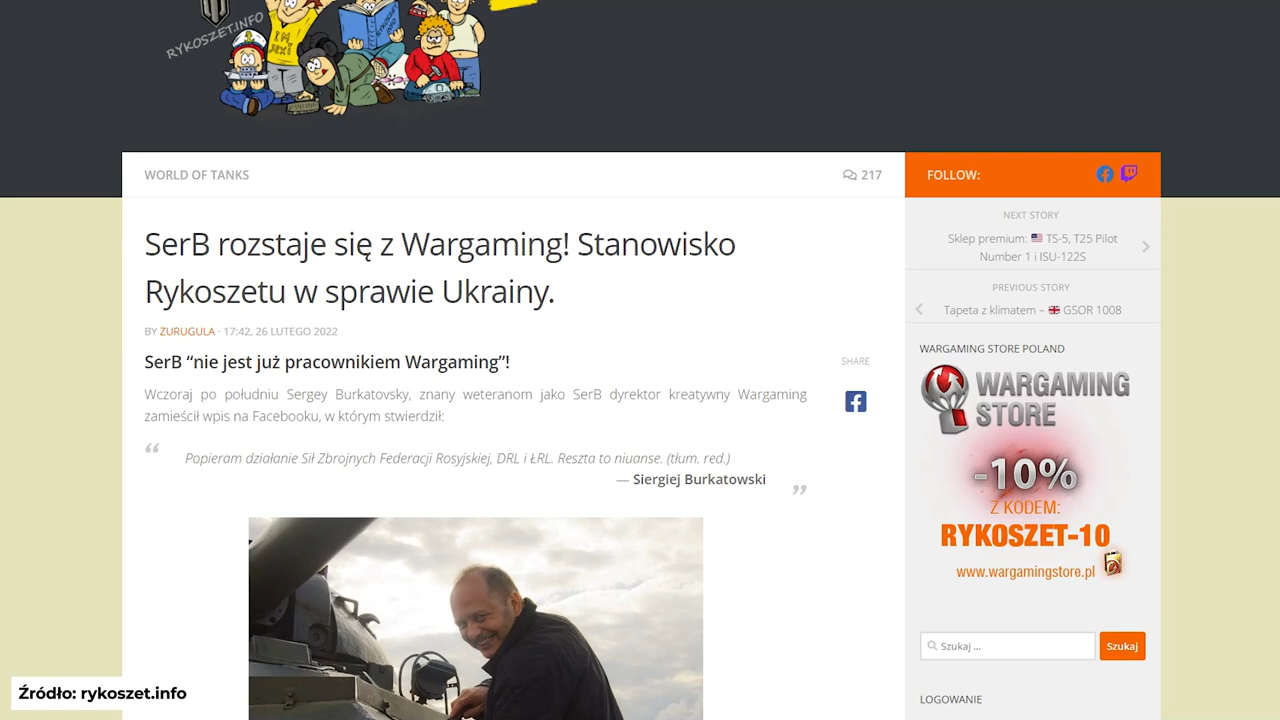 RYKOSZET.INFO
I'M
SEXI
RYKOSZET
WORLD OF TANKS
217
SerB rozstaje się z Wargaming! Stanowisko
Rykoszetu w sprawie Ukrainy.
BY ZURUGULA · 17:42, 26 LUTEGO 2022
SerB “nie jest już pracownikiem Wargaming”!
Wczoraj po południu Sergey Burkatovsky, znany weteranom jako SerB dyrektor kreatywny Wargaming
zamieścił wpis na Facebooku, w którym stwierdził:
“ Popieram działanie Sił Zbrojnych Federacji Rosyjskiej, DRL i ŁRL. Reszta to niuanse. (tłum. red.)
— Siergiej Burkatowski ”
SHARE
FOLLOW:
NEXT STORY
Sklep premium: 🇺🇸 TS-5, T25 Pilot
Number 1 i ISU-122S
PREVIOUS STORY
Tapeta z klimatem – 🇬🇧 GSOR 1008
WARGAMING STORE POLAND
WARGAMING
STORE
-10%
Z KODEM:
RYKOSZET-10
www.wargamingstore.pl
Szukaj ...
Szukaj
LOGOWANIE
Źródło: rykoszet.info